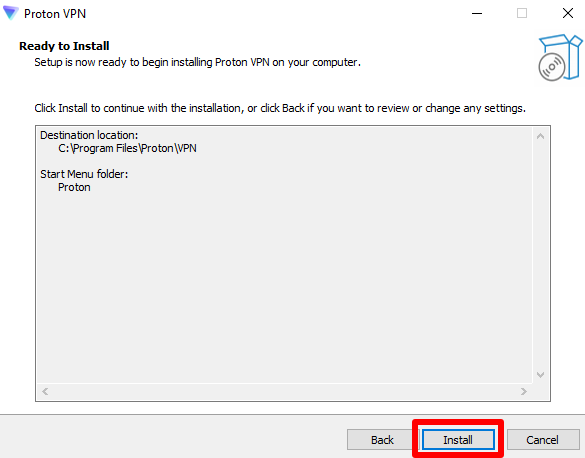 Proton VPN
Ready to Install
Setup is now ready to begin installing Proton VPN on your computer.
Click Install to continue with the installation, or click Back if you want to review or change any settings.
Destination location:
C:\Program Files\Proton\VPN
Start Menu folder:
Proton
Back
Install
Cancel